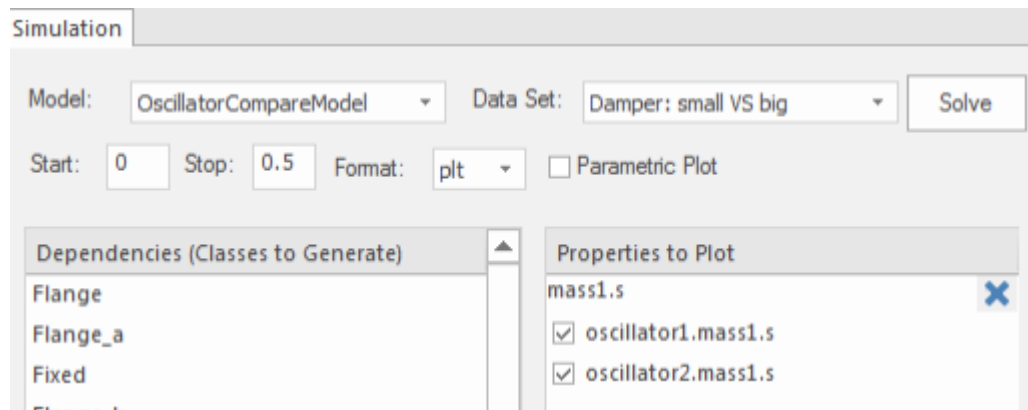 Simulation
Model: OscillatorCompareModel Data Set: Damper: small VS big Solve
Start: 0 Stop: 0.5 Format: plt Parametric Plot
Dependencies (Classes to Generate) Properties to Plot
Flange mass1.s
Flange_a oscillator1.mass1.s
Fixed oscillator2.mass1.s